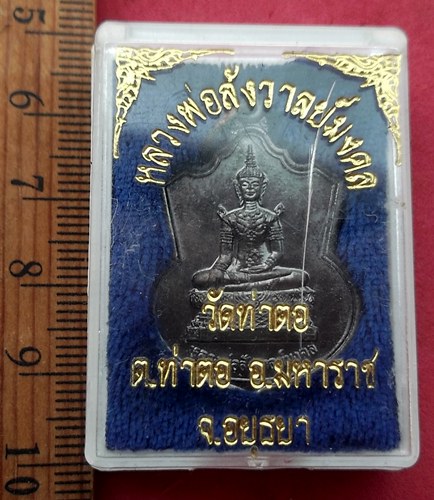 หลวงพ่อสังวาลย์มงคล
วัดท่าตอ
ต.ท่าตอ อ.มหาราช
จ.อยุธยา
5
6
7
8
9
10